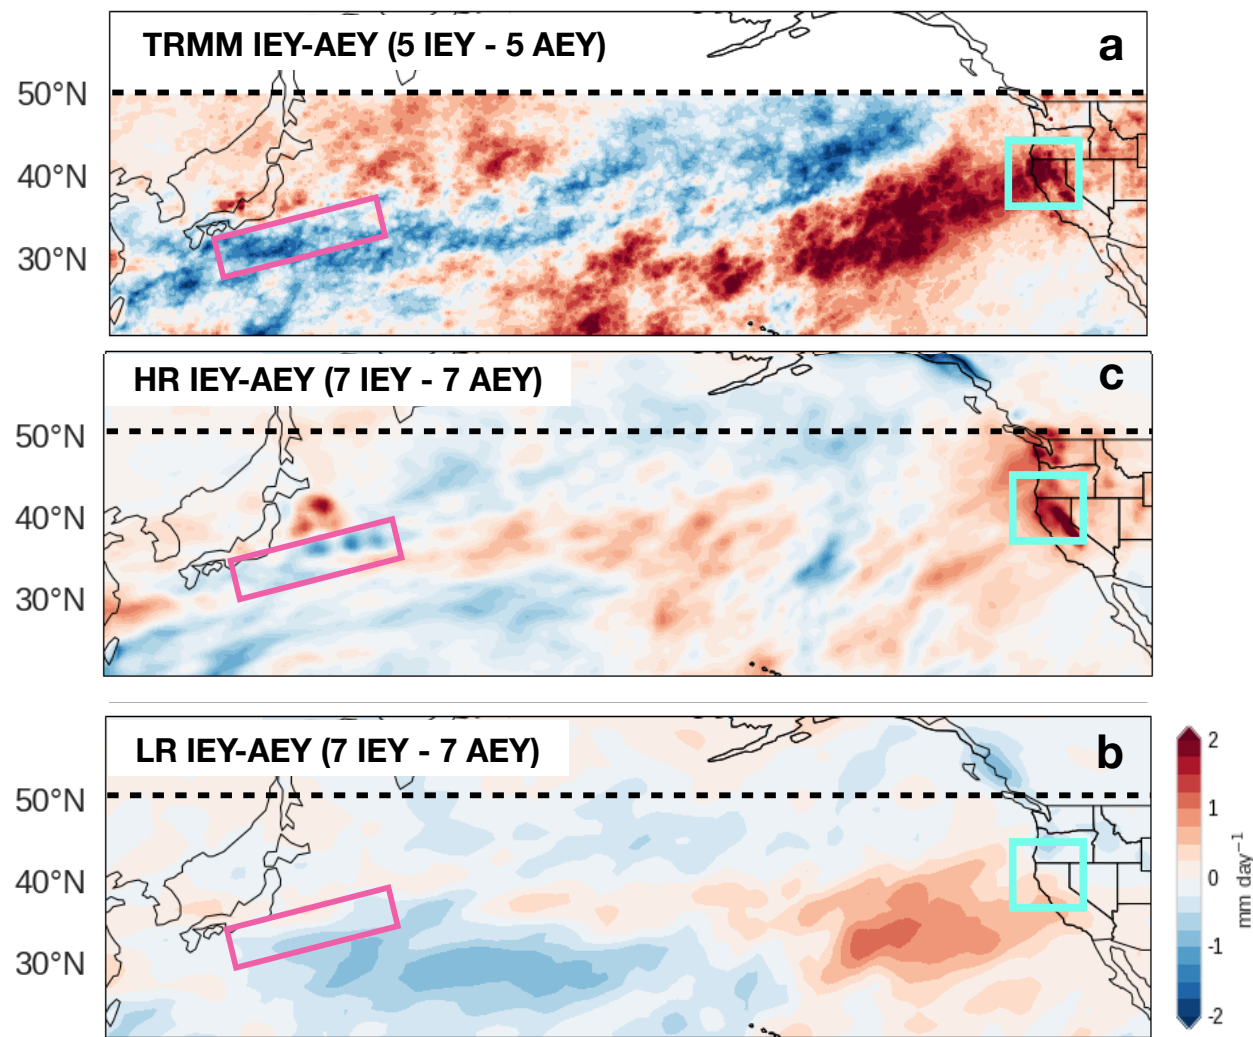 TRMM IEY-AEY (5 IEY - 5 AEY)
a
50°N
40°N
30°N
HR IEY-AEY (7 IEY - 7 AEY)
c
50°N
40°N
30°N
LR IEY-AEY (7 IEY - 7 AEY)
b
50°N
40°N
30°N
2
1
0
-1
-2
mm day⁻¹